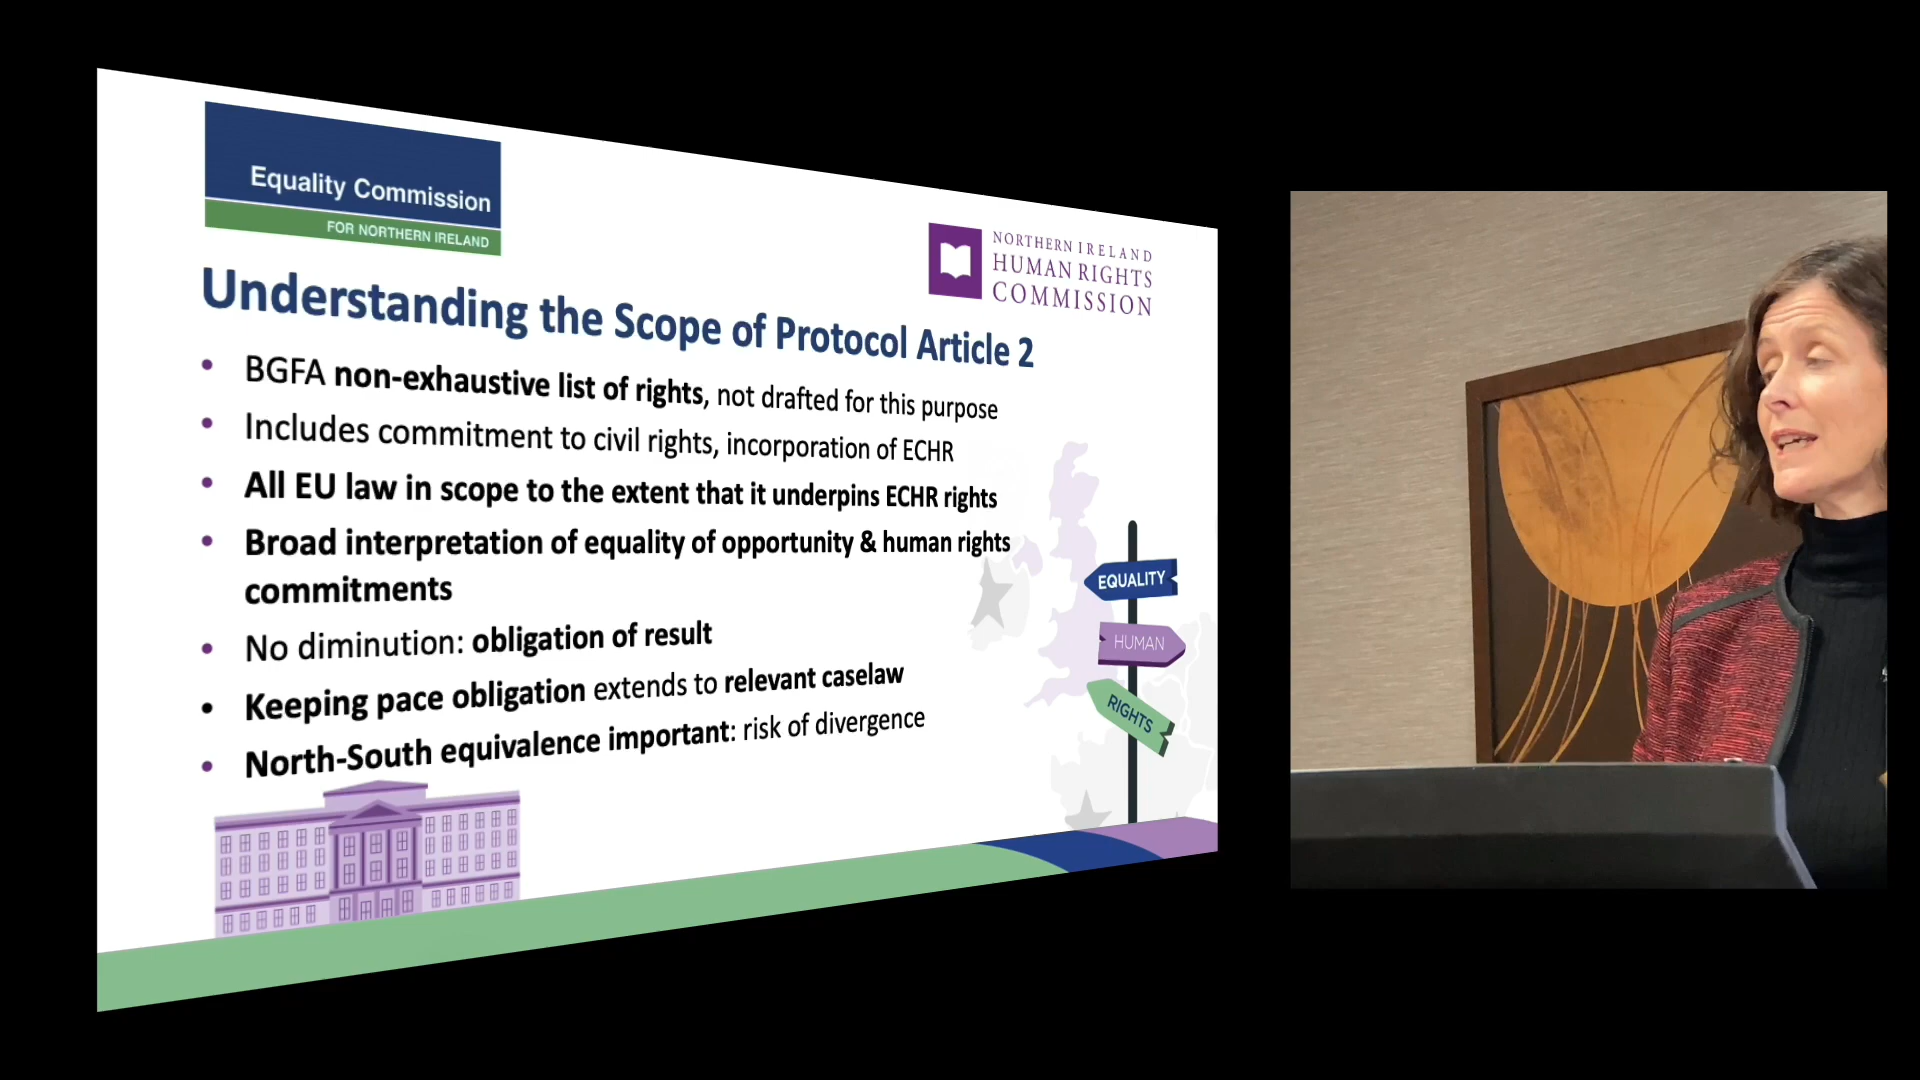 Equality Commission
FOR NORTHERN IRELAND
NORTHERN IRELAND
HUMAN RIGHTS
COMMISSION
Understanding the Scope of Protocol Article 2
• BGFA non-exhaustive list of rights, not drafted for this purpose
• Includes commitment to civil rights, incorporation of ECHR
• All EU law in scope to the extent that it underpins ECHR rights
• Broad interpretation of equality of opportunity & human rights
commitments
• No diminution: obligation of result
• Keeping pace obligation extends to relevant caselaw
• North-South equivalence important: risk of divergence
EQUALITY
HUMAN
RIGHTS